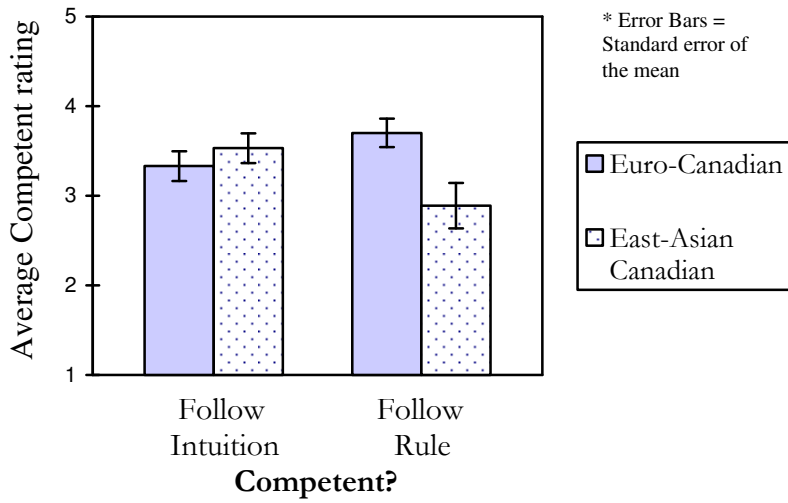 * Error Bars =
Standard error of
the mean
Average Competent rating
5
4
3
2
1
Euro-Canadian
East-Asian
Canadian
Follow
Intuition
Follow
Rule
Competent?